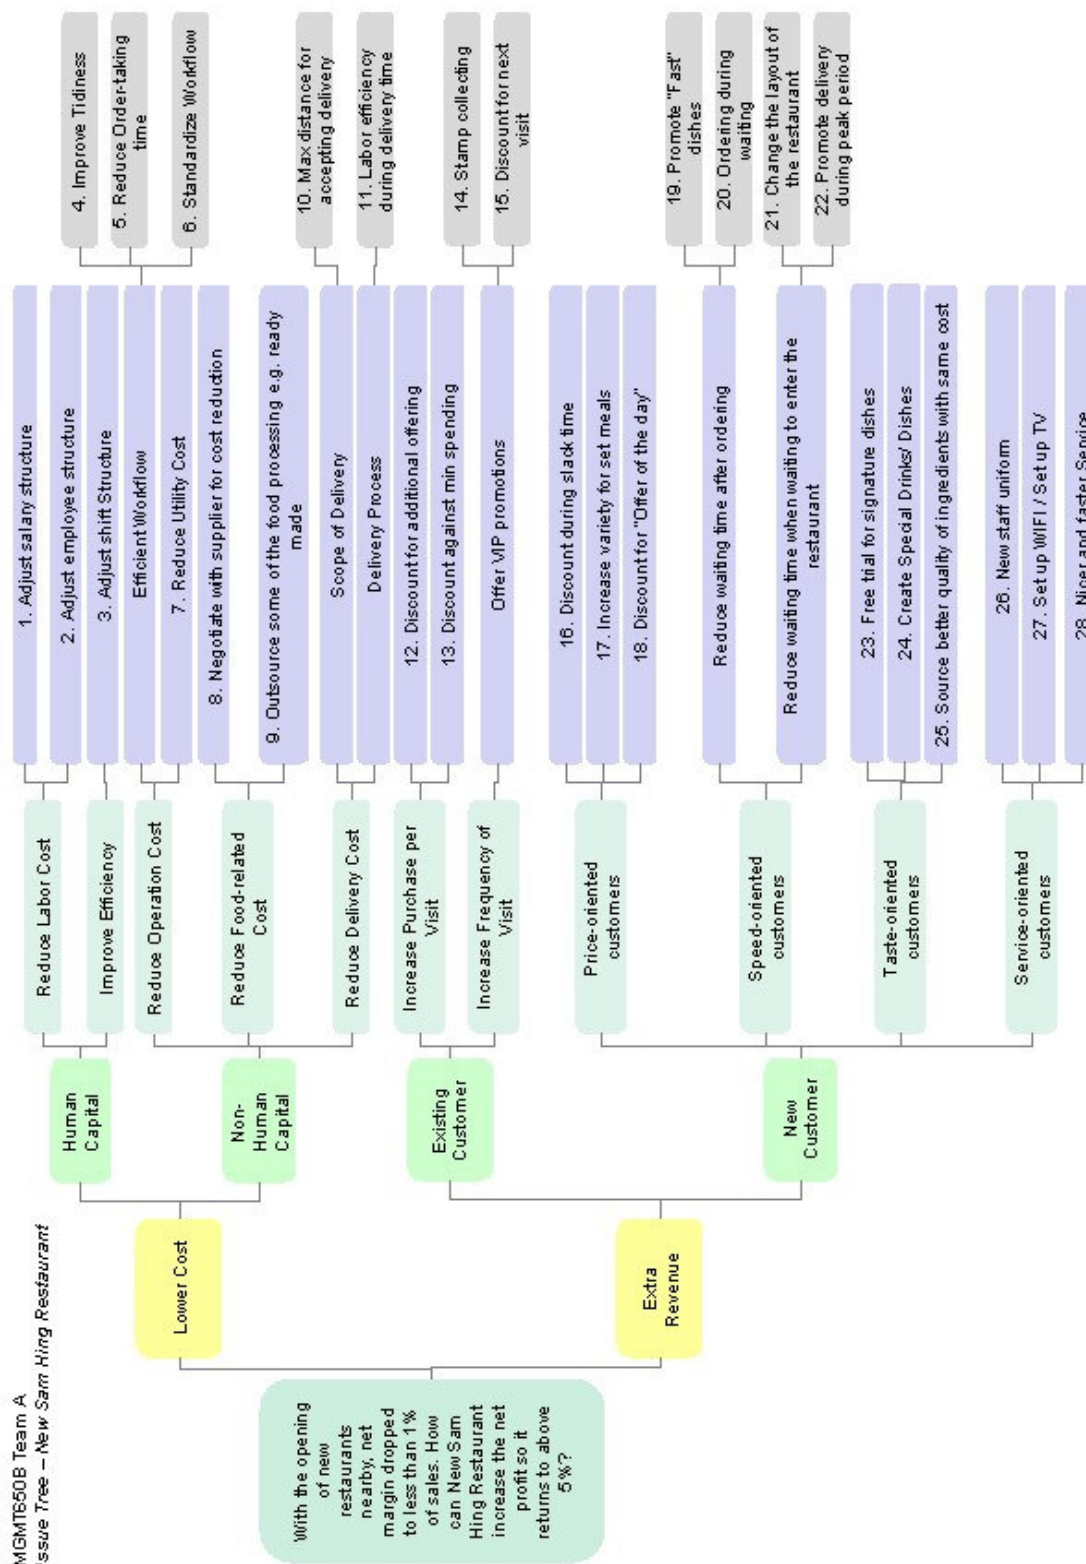 MGMT650B Team A
Issue Tree – New Sam Hing Restaurant
With the opening
of new
restaurants
nearby, net
margin dropped
to less than 1%
of sales. How
can New Sam
Hing Restaurant
increase the net
profit so it
returns to above
5%?
Lower Cost
Extra
Revenue
Human
Capital
Non-
Human
Capital
Existing
Customer
New
Customer
Reduce Labor Cost
Improve Efficiency
Reduce Operation Cost
Reduce Food-related
Cost
Reduce Delivery Cost
Increase Purchase per
Visit
Increase Frequency of
Visit
Price-oriented
customers
Speed-oriented
customers
Taste-oriented
customers
Service-oriented
customers
1. Adjust salary structure
2. Adjust employee structure
3. Adjust shift Structure
Efficient Workflow
7. Reduce Utility Cost
8. Negotiate with supplier for cost reduction
9. Outsource some of the food processing e.g. ready
made
Scope of Delivery
Delivery Process
12. Discount for additional offering
13. Discount against min spending
Offer VIP promotions
16. Discount during slack time
17. Increase variety for set meals
18. Discount for "Offer of the day"
Reduce waiting time after ordering
Reduce waiting time when waiting to enter the
restaurant
23. Free trial for signature dishes
24. Create Special Drinks/ Dishes
25. Source better quality of ingredients with same cost
26. New staff uniform
27. Set up WIFI / Set up TV
28. Nicer and faster Service
4. Improve Tidiness
5. Reduce Order-taking
time
6. Standardize Workflow
10. Max distance for
accepting delivery
11. Labor efficiency
during delivery time
14. Stamp collecting
15. Discount for next
visit
19. Promote "Fast"
dishes
20. Ordering during
waiting
21. Change the layout of
the restaurant
22. Promote delivery
during peak period